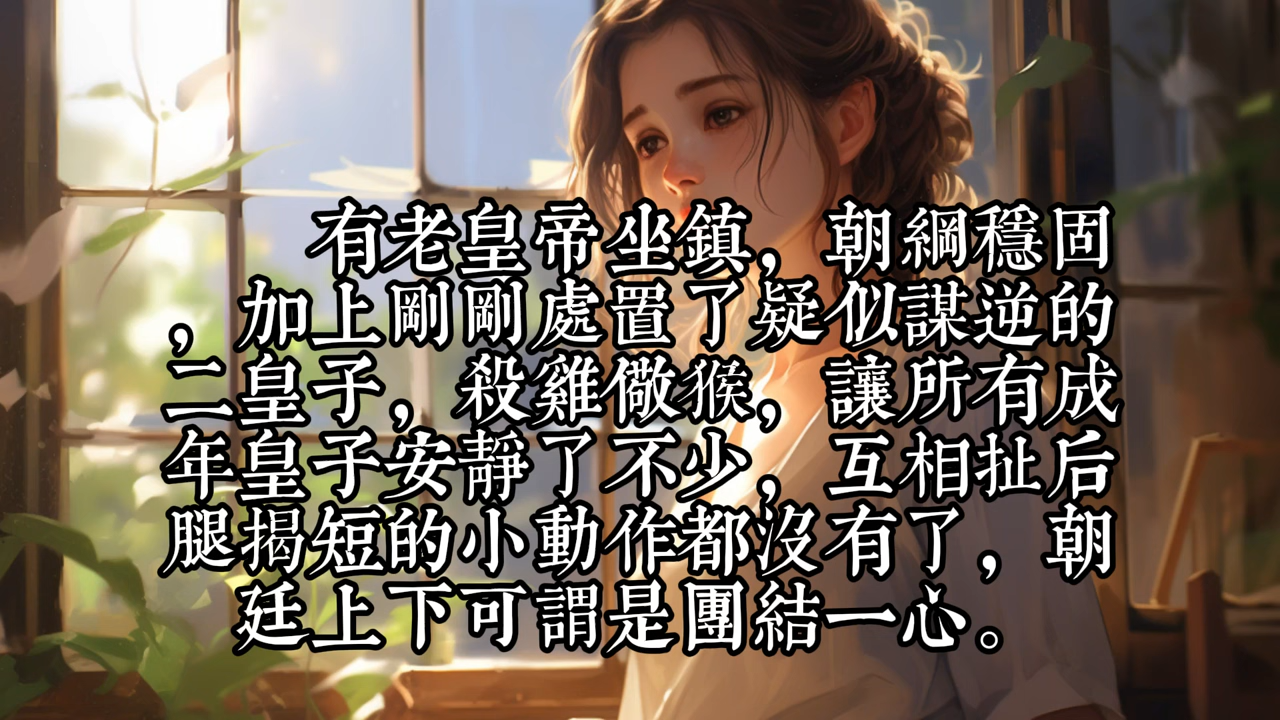 有老皇帝坐鎮，朝綱穩固
，加上剛剛處置了疑似謀逆的
二皇子，殺雞儆猴，讓所有成
年皇子安靜了不少，互相扯后
腿揭短的小動作都沒有了，朝
廷上下可謂是團結一心。